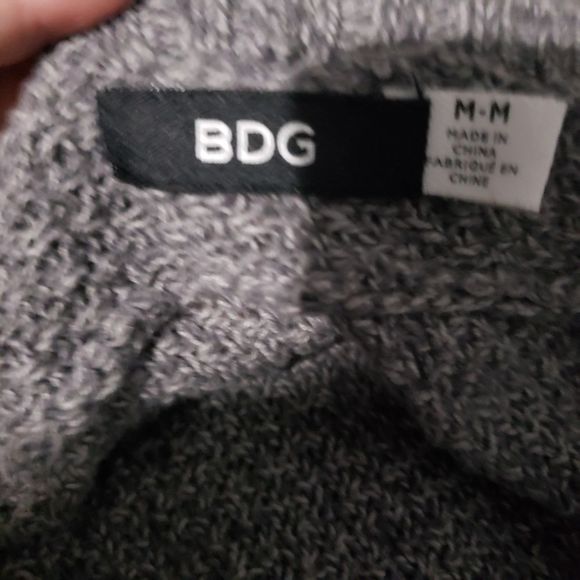 BDG
M-M
MADE IN
CHINA
FABRIQUÉ EN
CHINE